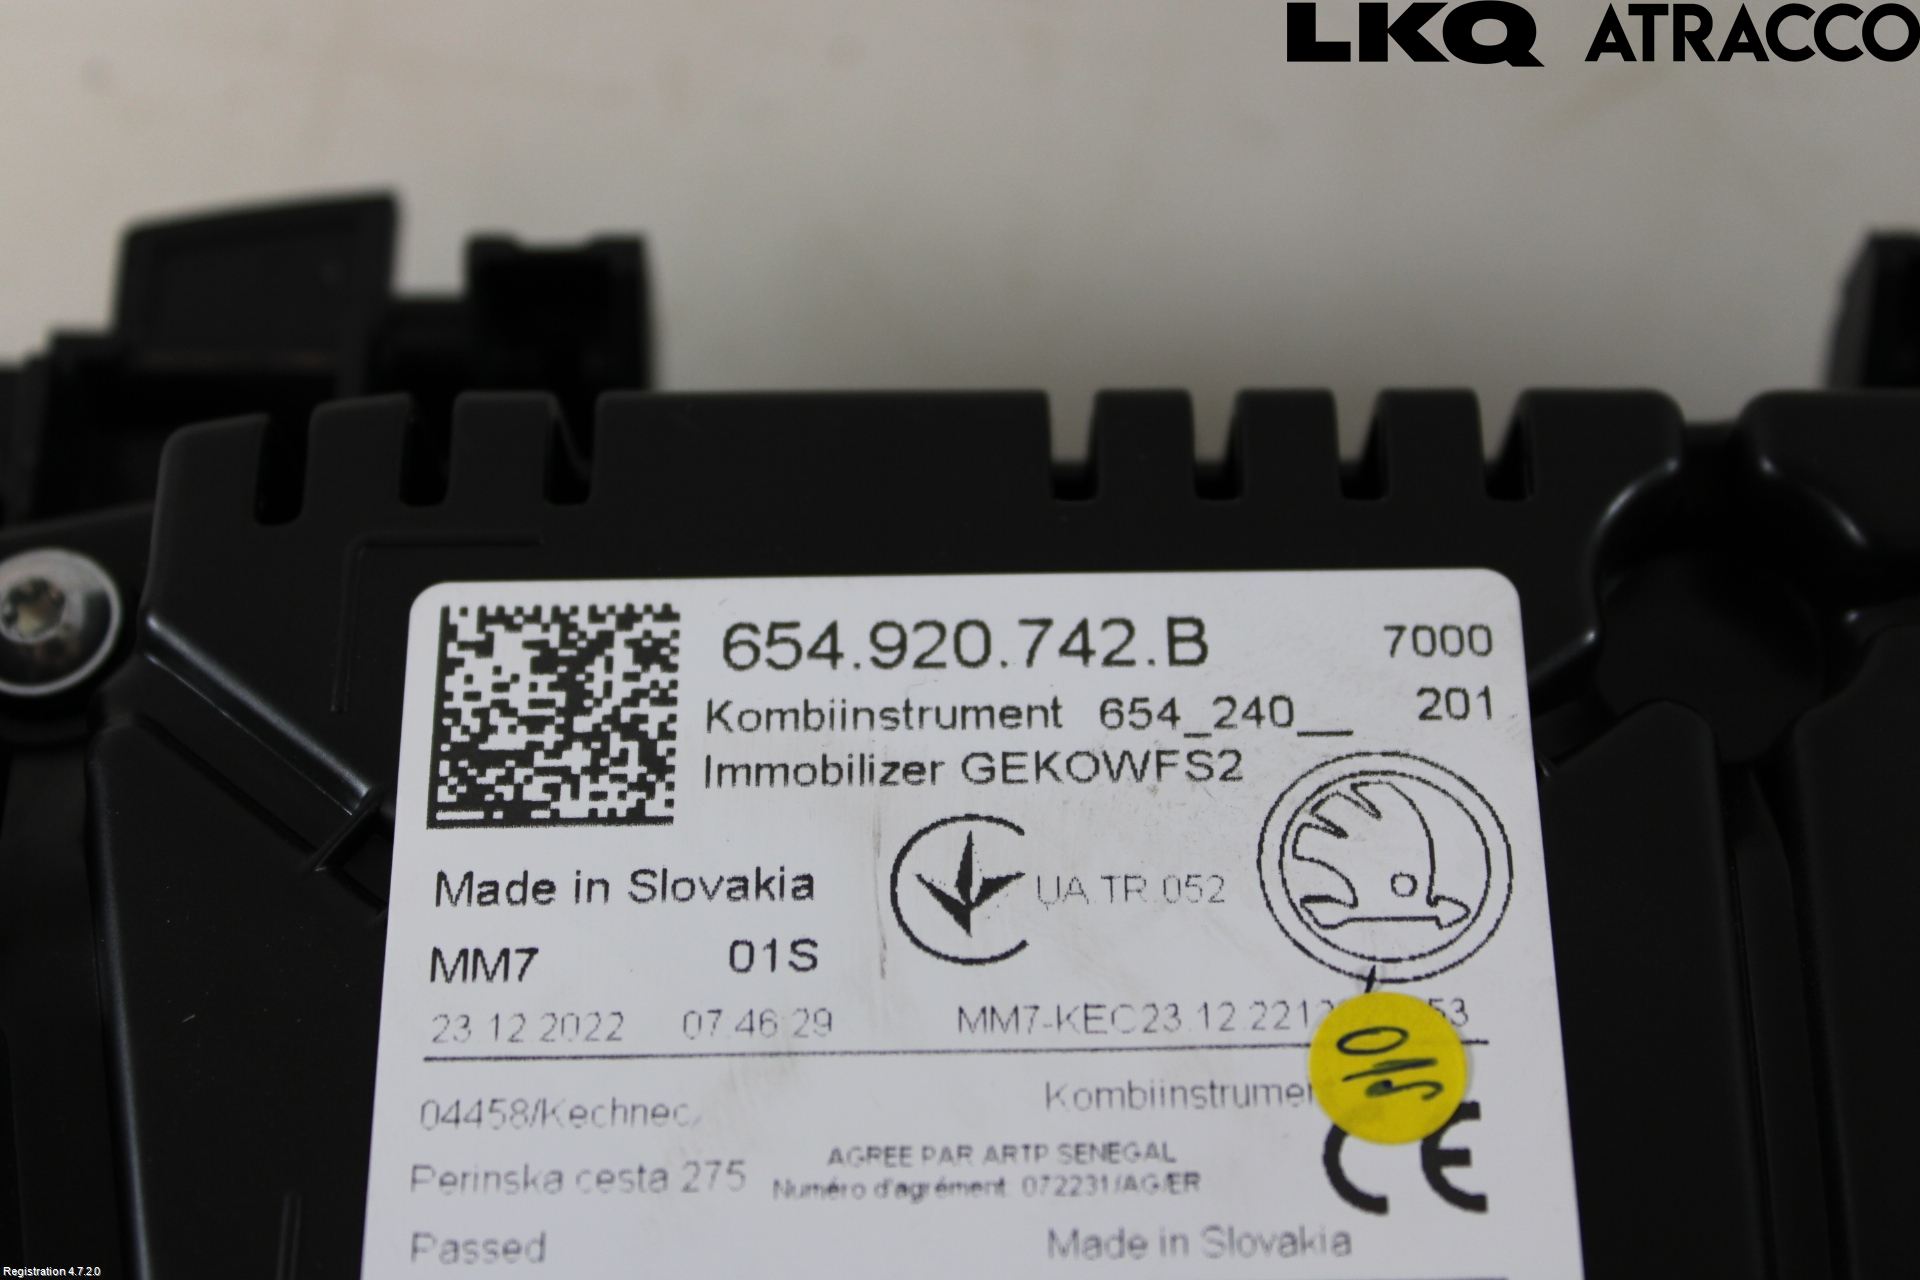 LKQ ATRACCO
654.920.742.B 7000
Kombiinstrument 654_240__ 201
Immobilizer GEKOWFS2
Made in Slovakia UA.TR.052
MM7 01S
23.12.2022 07:46:29
04458/Kechnec,
Perinska cesta 275
AGREE PAR ARTP SENEGAL
Numéro d'agrément: 072231/AG/ER
Passed Made in Slovakia
CE
Registration 4.7.2.0